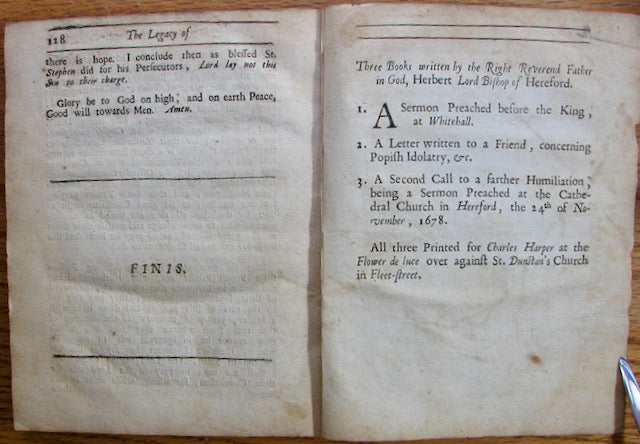 128 The Legacy of
there is hope. I conclude then as blessed St.
Stephen did for his Persecutors, Lord lay not this
Sin to their charge.
Glory be to God on high, and on earth Peace,
Good will towards Men. Amen.
FINIS.
Three Books written by the Right Reverend Father
in God, Herbert Lord Bishop of Hereford.
1. A Sermon Preached before the King,
at Whitehall.
2. A Letter written to a Friend, concerning
Popish Idolatry, &c.
3. A Second Call to a farther Humiliation;
being a Sermon Preached at the Cathe-
dral Church in Hereford, the 24th of No-
vember, 1678.
All three Printed for Charles Harper at the
Flower de luce over against St. Dunstan's Church
in Fleet-street.